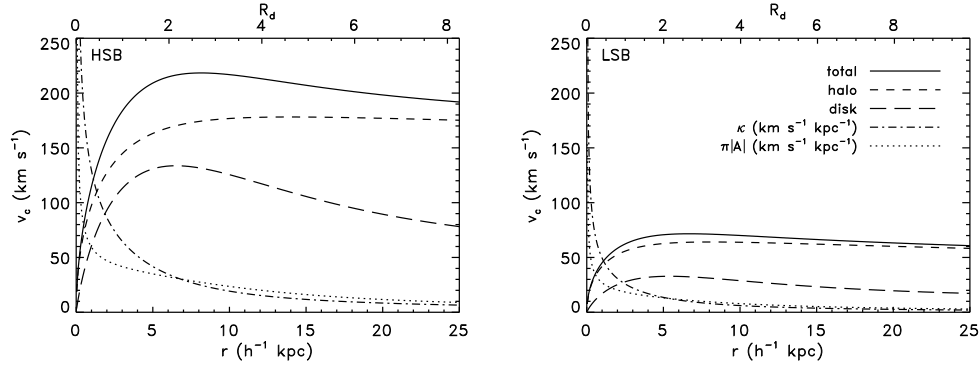 R_d
0 2 4 6 8
250
200
150
100
50
0
HSB
v_c (km s⁻¹)
0 5 10 15 20 25
r (h⁻¹ kpc)
R_d
0 2 4 6 8
250
200
150
100
50
0
LSB
total
halo
disk
κ (km s⁻¹ kpc⁻¹)
π|A| (km s⁻¹ kpc⁻¹)
v_c (km s⁻¹)
0 5 10 15 20 25
r (h⁻¹ kpc)